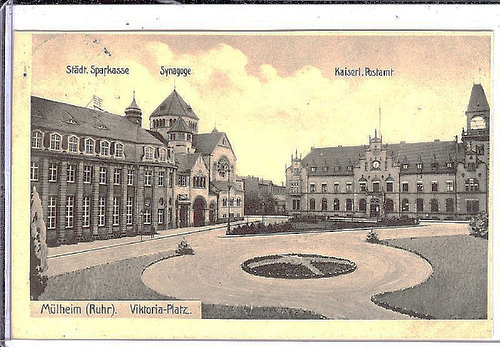 Städt. Sparkasse Synagoge Kaiserl. Postamt
Mülheim (Ruhr). Viktoria-Platz.